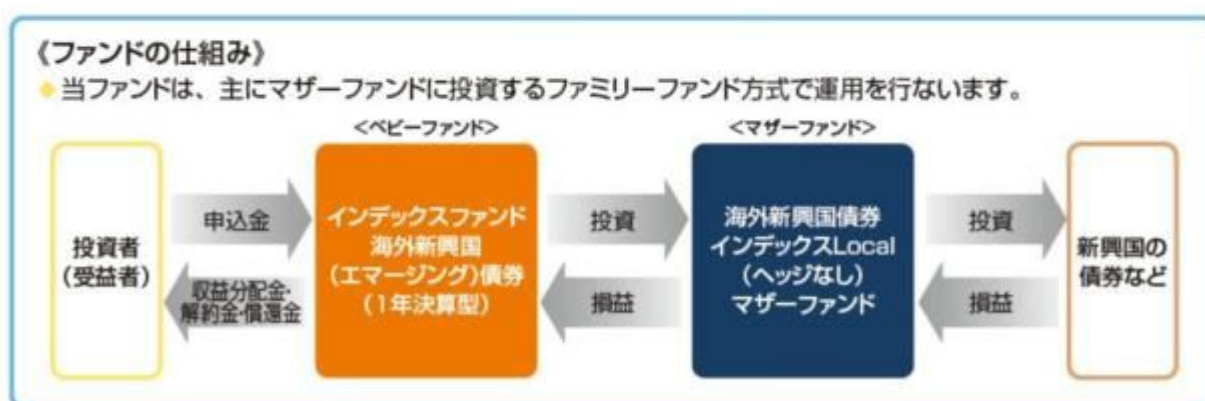 《ファンドの仕組み》
◆当ファンドは、主にマザーファンドに投資するファミリーファンド方式で運用を行ないます。
<ベビーファンド>
<マザーファンド>
投資者
(受益者)
申込金
収益分配金・
解約金・償還金
インデックスファンド
海外新興国
(エマージング)債券
(1年決算型)
投資
損益
海外新興国債券
インデックスLocal
(ヘッジなし)
マザーファンド
投資
損益
新興国の
債券など